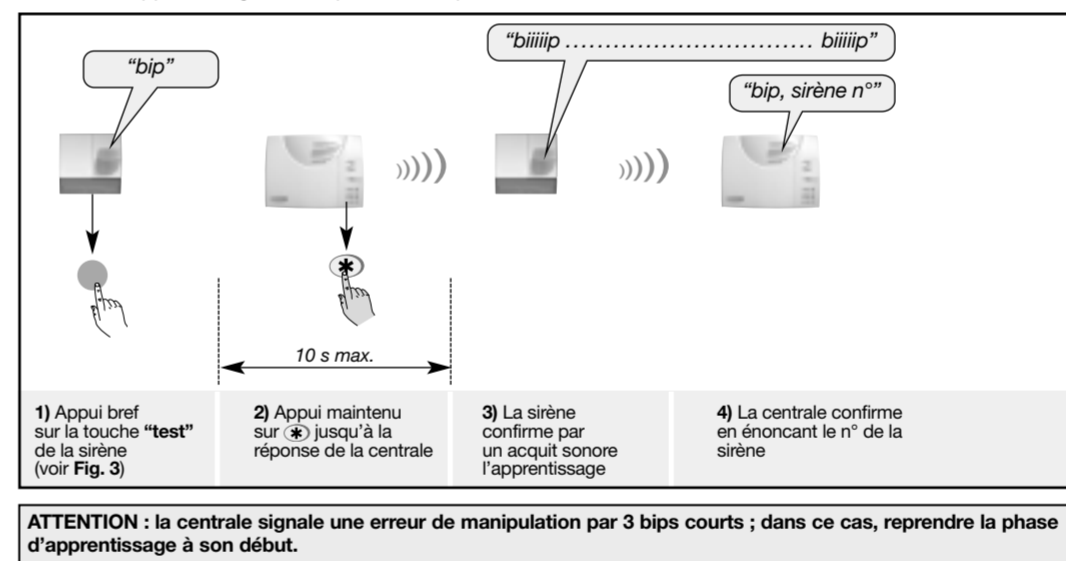 “biiiiip ............................... biiiiip”
“bip”
“bip, sirène n°”
10 s max.
1) Appui bref
sur la touche “test”
de la sirène
(voir Fig. 3)
2) Appui maintenu
sur ✱ jusqu’à la
réponse de la centrale
3) La sirène
confirme par
un acquit sonore
l’apprentissage
4) La centrale confirme
en énoncant le n° de la
sirène
ATTENTION : la centrale signale une erreur de manipulation par 3 bips courts ; dans ce cas, reprendre la phase
d’apprentissage à son début.